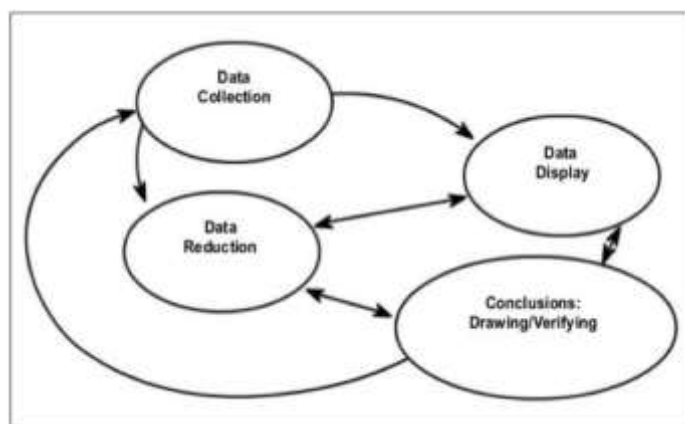 Data
Collection
Data
Display
Data
Reduction
Conclusions:
Drawing/Verifying